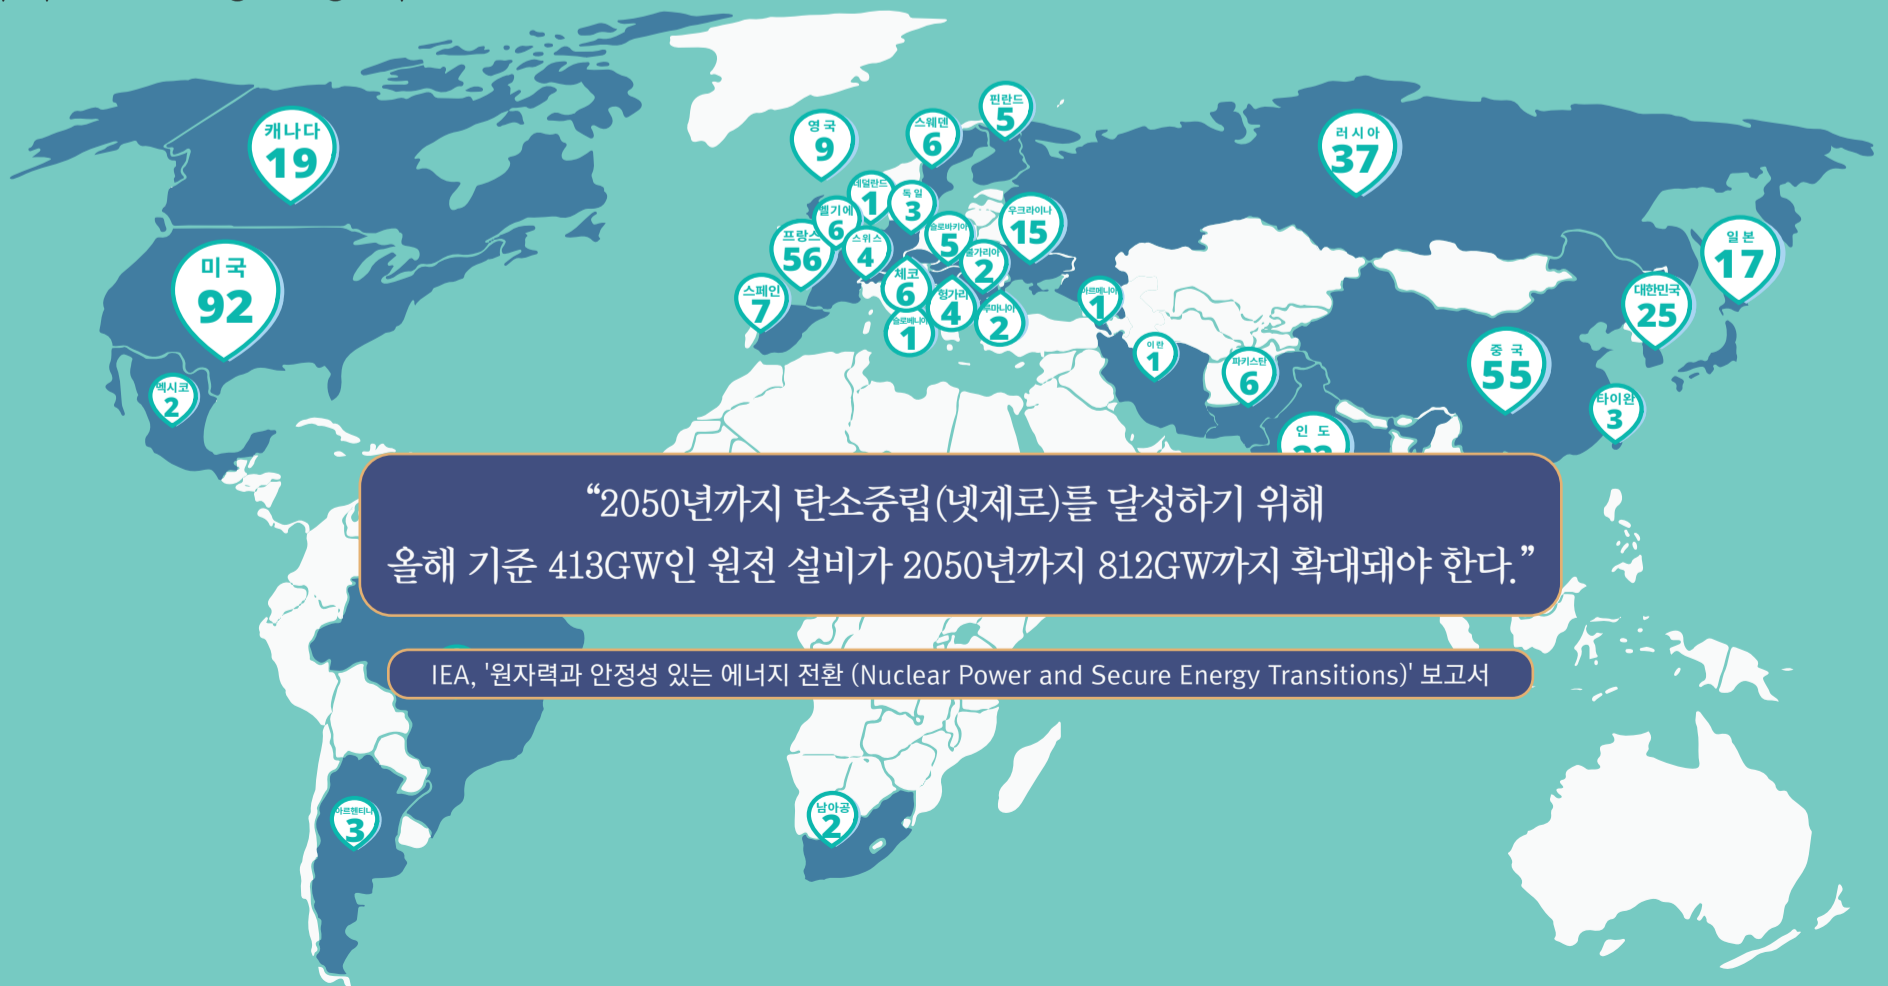 캐나다
19
미국
92
멕시코
2
영국
9
스웨덴
6
핀란드
5
러시아
37
네덜란드
1
독일
3
벨기에
6
프랑스
56
스위스
4
슬로바키아
5
불가리아
2
우크라이나
15
스페인
7
체코
6
헝가리
4
루마니아
2
슬로베니아
1
아르메니아
1
이란
1
파키스탄
6
인도
중국
55
대한민국
25
일본
17
타이완
3
“2050년까지 탄소중립(넷제로)를 달성하기 위해
올해 기준 413GW인 원전 설비가 2050년까지 812GW까지 확대돼야 한다.”
IEA, '원자력과 안정성 있는 에너지 전환 (Nuclear Power and Secure Energy Transitions)' 보고서
아르헨티나
3
남아공
2